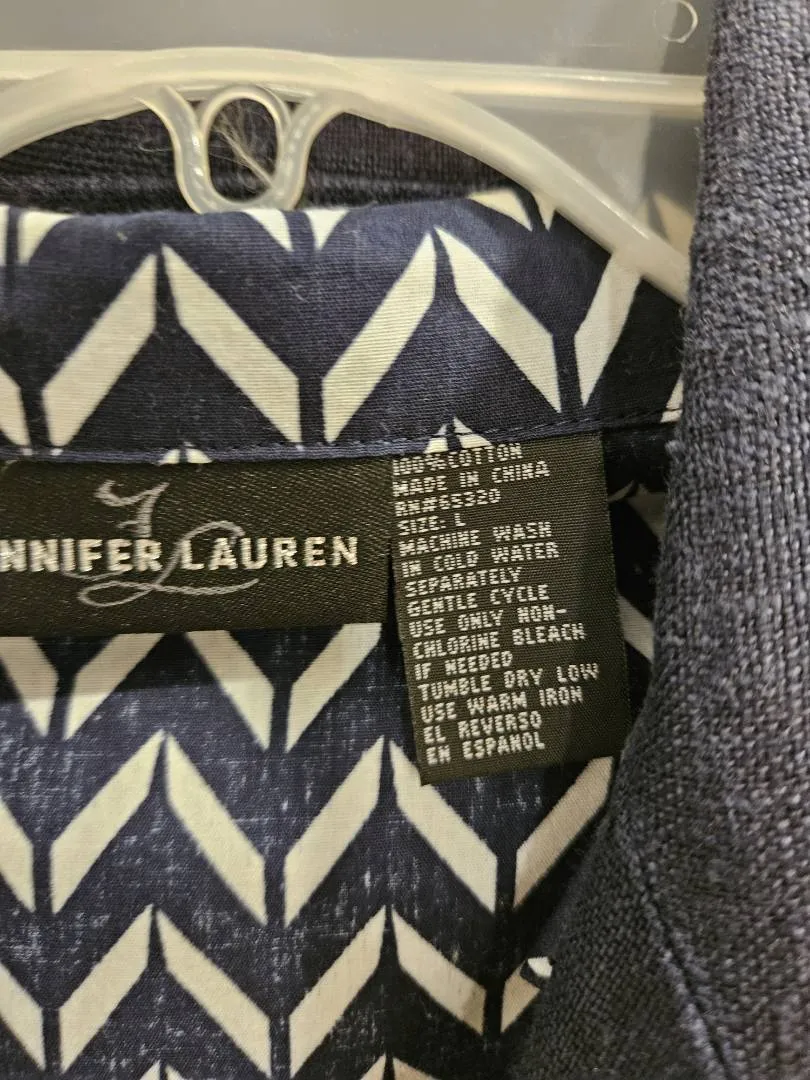 JL
NNIFER LAUREN
100% COTTON
MADE IN CHINA
RN#65320
SIZE: L
MACHINE WASH
IN COLD WATER
SEPARATELY
GENTLE CYCLE
USE ONLY NON-
CHLORINE BLEACH
IF NEEDED
TUMBLE DRY LOW
USE WARM IRON
EL REVERSO
EN ESPANOL